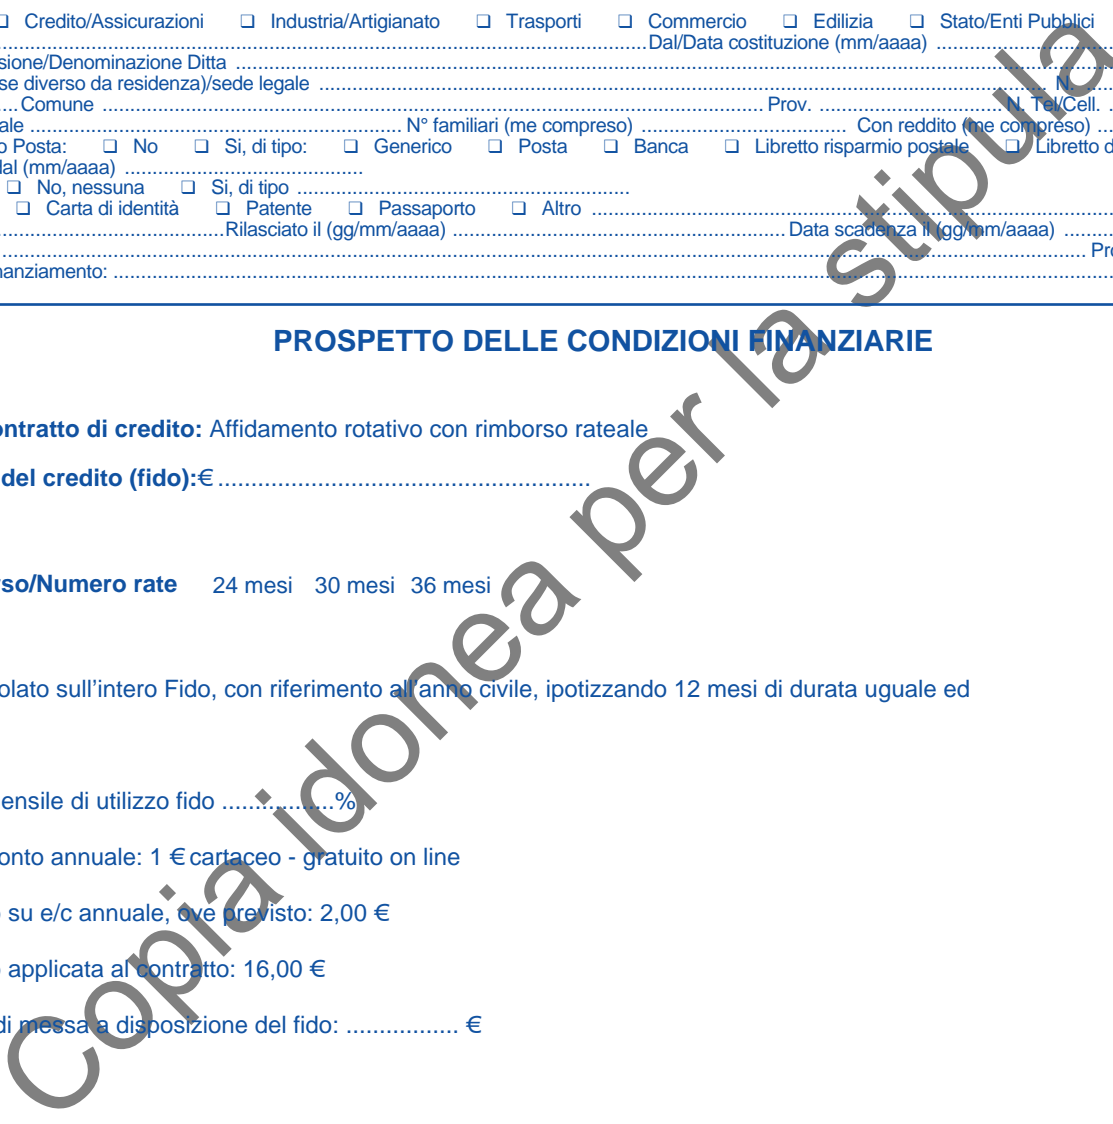 ❏ Credito/Assicurazioni ❏ Industria/Artigianato ❏ Trasporti ❏ Commercio ❏ Edilizia ❏ Stato/Enti Pubblici
Dal/Data costituzione (mm/aaaa)
sione/Denominazione Ditta
se diverso da residenza)/sede legale N.
Comune Prov. N. Tel/Cell.
ale N° familiari (me compreso) Con reddito (me compreso)
o Posta: ❏ No ❏ Si, di tipo: ❏ Generico ❏ Posta ❏ Banca ❏ Libretto risparmio postale ❏ Libretto d
dal (mm/aaaa)
❏ No, nessuna ❏ Si, di tipo
❏ Carta di identità ❏ Patente ❏ Passaporto ❏ Altro
Rilasciato il (gg/mm/aaaa) Data scadenza il (gg/mm/aaaa)
Pro
nanziamento:
PROSPETTO DELLE CONDIZIONI FINANZIARIE
ontratto di credito: Affidamento rotativo con rimborso rateale
del credito (fido):€
rso/Numero rate 24 mesi 30 mesi 36 mesi
olato sull'intero Fido, con riferimento all'anno civile, ipotizzando 12 mesi di durata uguale ed
ensile di utilizzo fido .................%
onto annuale: 1 € cartaceo - gratuito on line
su e/c annuale, ove previsto: 2,00 €
applicata al contratto: 16,00 €
di messa a disposizione del fido: ................. €
Copia idonea per la stipula